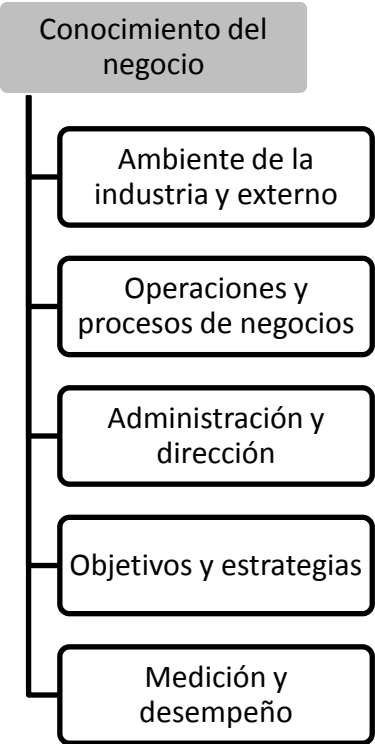 Conocimiento del
negocio
Ambiente de la
industria y externo
Operaciones y
procesos de negocios
Administración y
dirección
Objetivos y estrategias
Medición y
desempeño